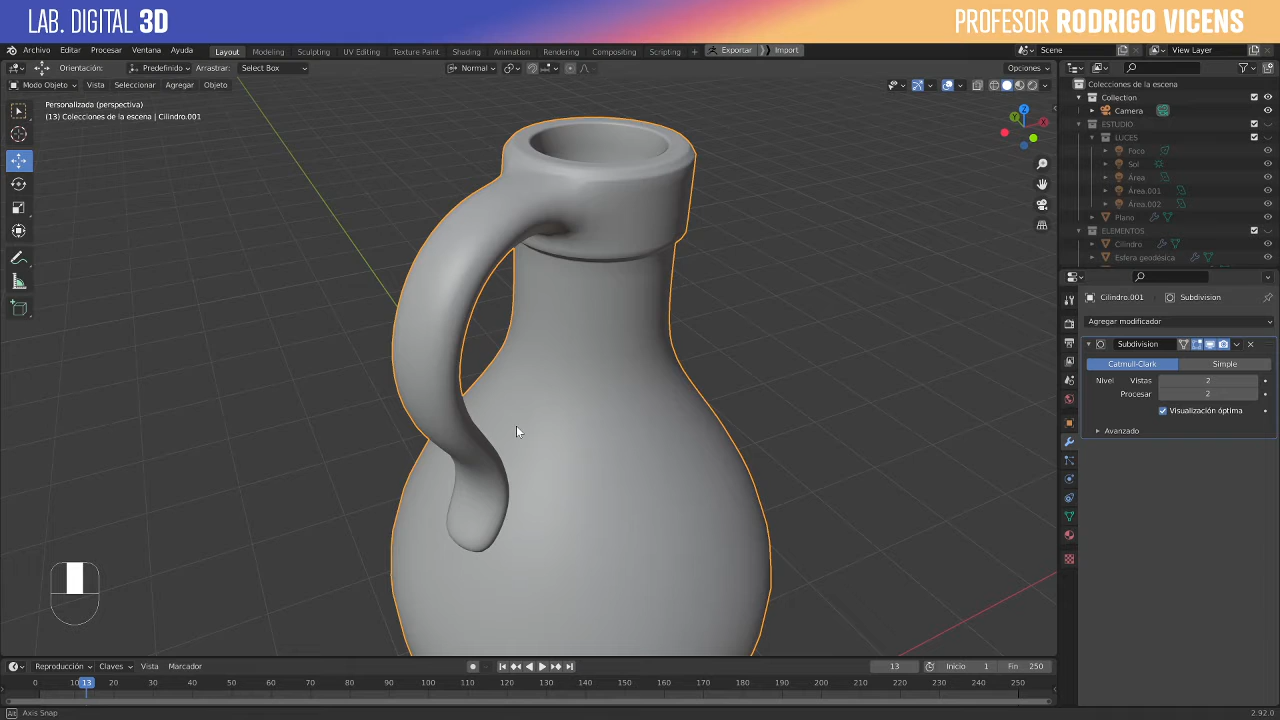 LAB. DIGITAL 3D
PROFESOR RODRIGO VICENS
Archivo Editar Procesar Ventana Ayuda Layout Modeling Sculpting UV Editing Texture Paint Shading Animation Rendering Compositing Scripting + Exportar Import Scene View Layer
Orientación: Predefinido Arrastrar: Select Box Normal Opciones
Modo Objeto Vista Seleccionar Agregar Objeto
Personalizada (perspectiva)
(13) Colecciones de la escena | Cilindro.001
Z
Y
X
Colecciones de la escena
Collection
Camera
ESTUDIO
LUCES
Foco
Sol
Área
Área.001
Área.002
Plano
ELEMENTOS
Cilindro
Esfera geodésica
Cilindro.001 Subdivision
Agregar modificador
Subdivision
Catmull-Clark Simple
Nivel Vistas 2
Procesar 2
Visualización óptima
Avanzado
Reproducción Claves Vista Marcador 13 Inicio 1 Fin 250
0 10 13 20 30 40 50 60 70 80 90 100 110 120 130 140 150 160 170 180 190 200 210 220 230 240 250
Alt Axis Snap 2.92.0